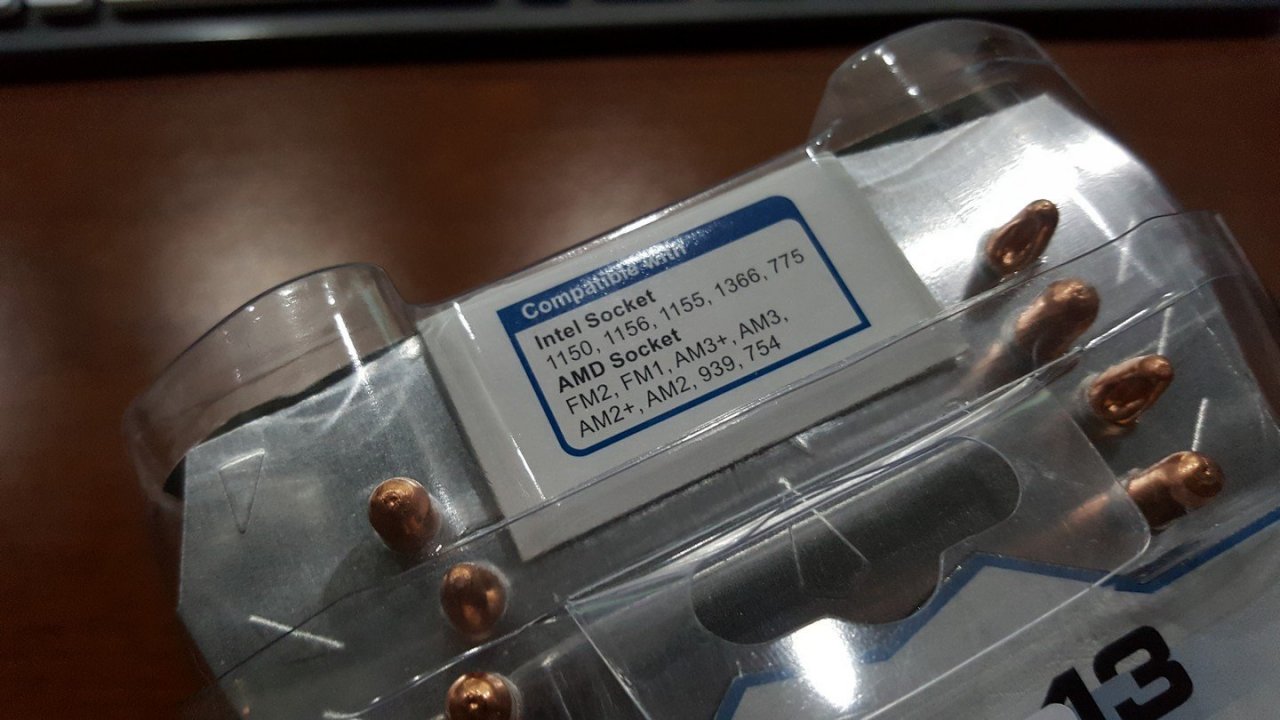 Compatible with
Intel Socket
1150, 1156, 1155, 1366, 775
AMD Socket
FM2, FM1, AM3+, AM3,
AM2+, AM2, 939, 754
13